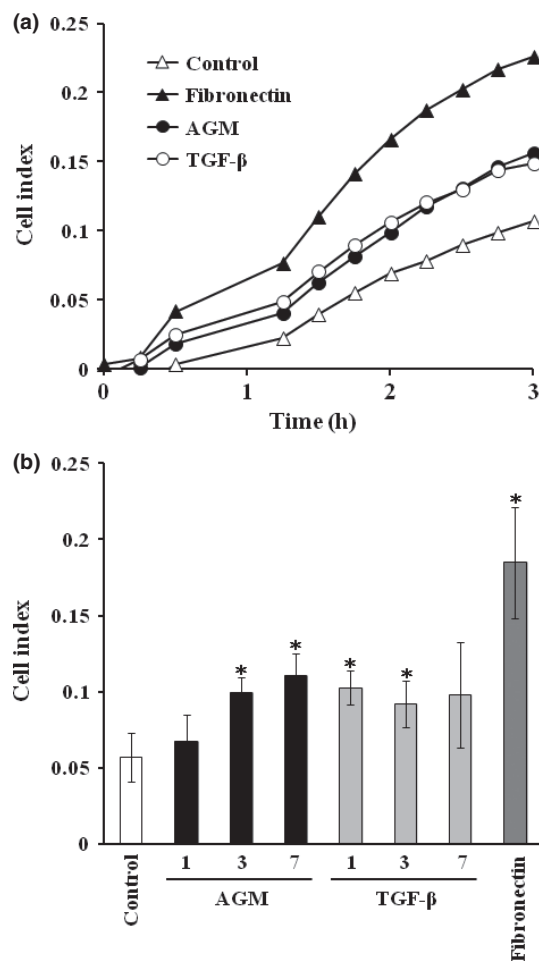 (a)
0.25
0.2
0.15
0.1
0.05
0
Cell index
Control
Fibronectin
AGM
TGF-β
0 1 2 3
Time (h)
(b)
0.25
0.2
0.15
0.1
0.05
0
Cell index
* * * * *
Control
1 3 7
AGM
1 3 7
TGF-β
Fibronectin